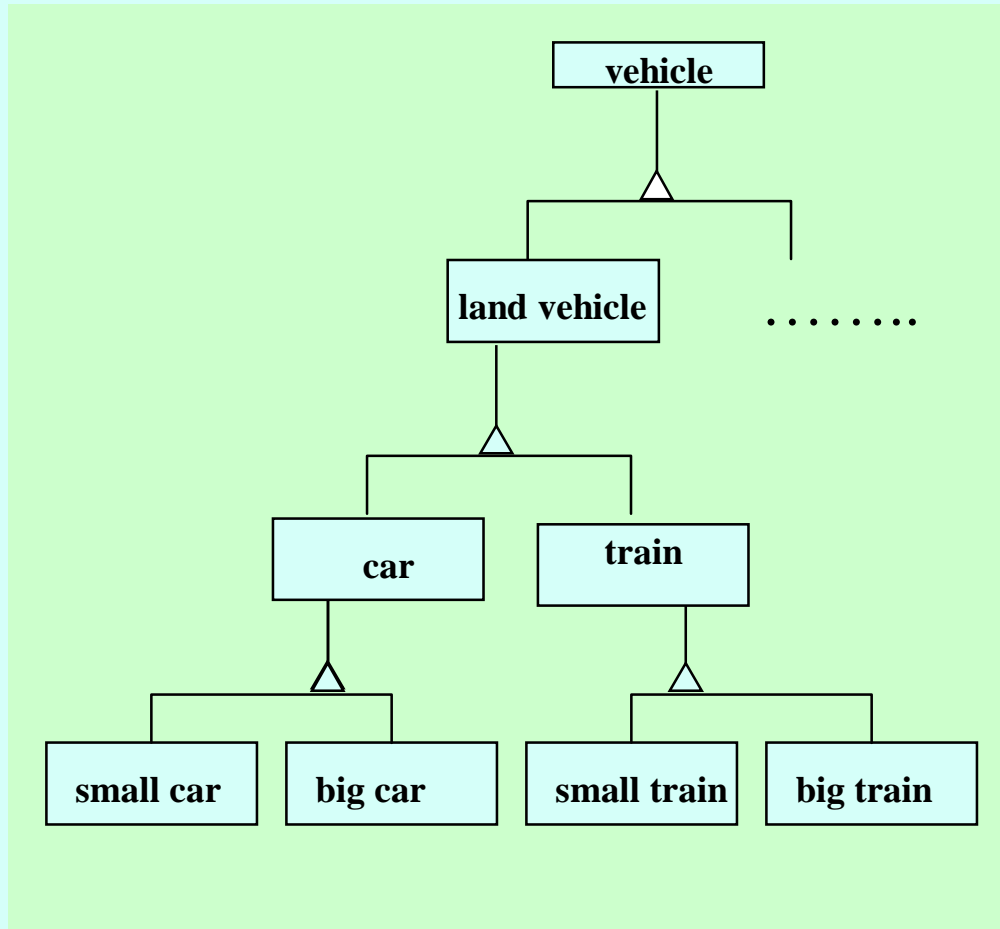 vehicle
land vehicle
........
car
train
small car
big car
small train
big train